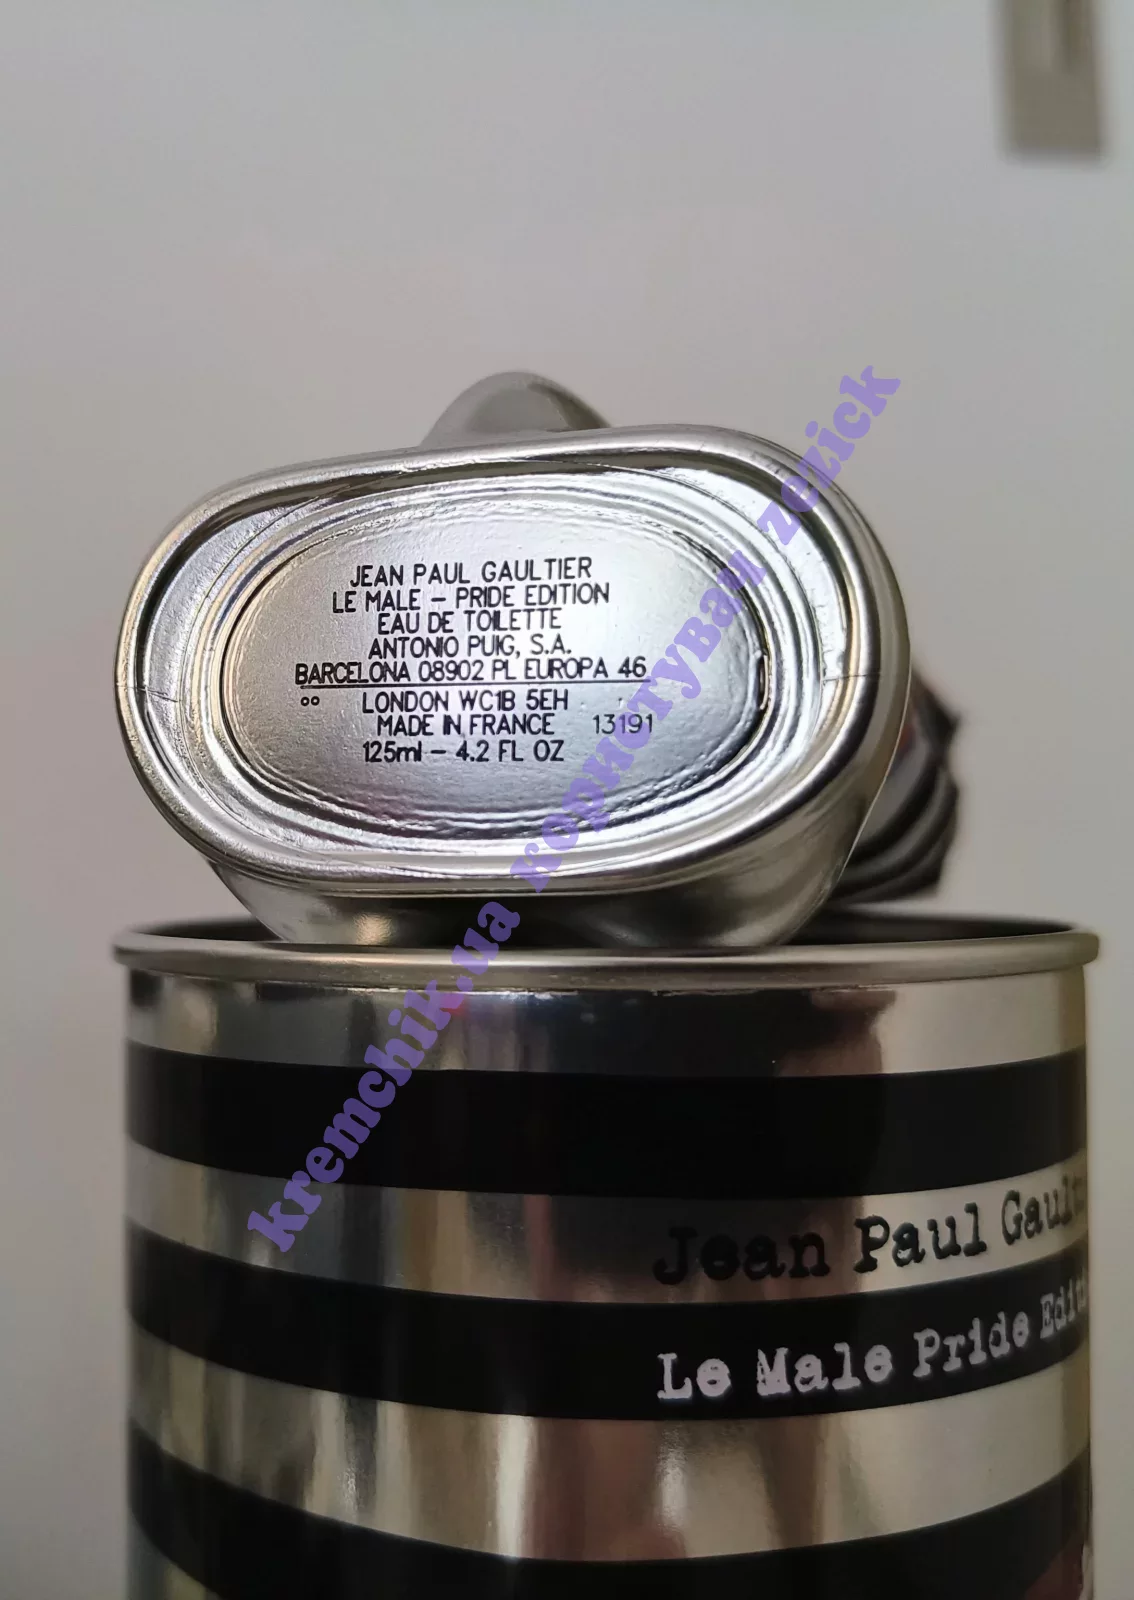 JEAN PAUL GAULTIER
LE MALE – PRIDE EDITION
EAU DE TOILETTE
ANTONIO PUIG, S.A.
BARCELONA 08902 PL EUROPA 46
oo LONDON WC1B 5EH
MADE IN FRANCE 13191
125ml – 4.2 FL OZ
kremchik.ua користувач zezick
Jean Paul Gault
Le Male Pride Editi